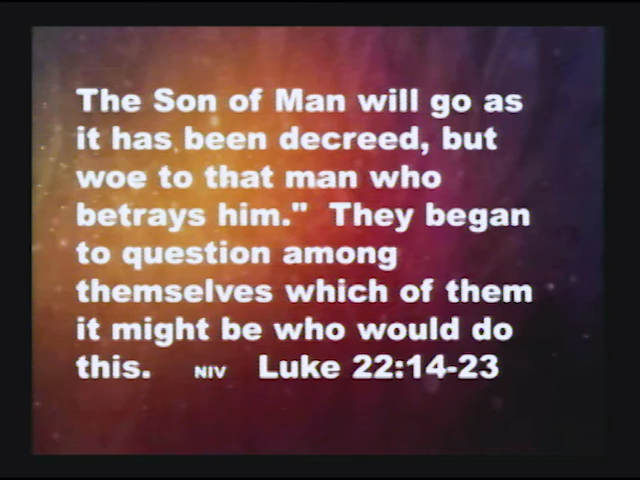 The Son of Man will go as
it has been decreed, but
woe to that man who
betrays him." They began
to question among
themselves which of them
it might be who would do
this. NIV Luke 22:14-23